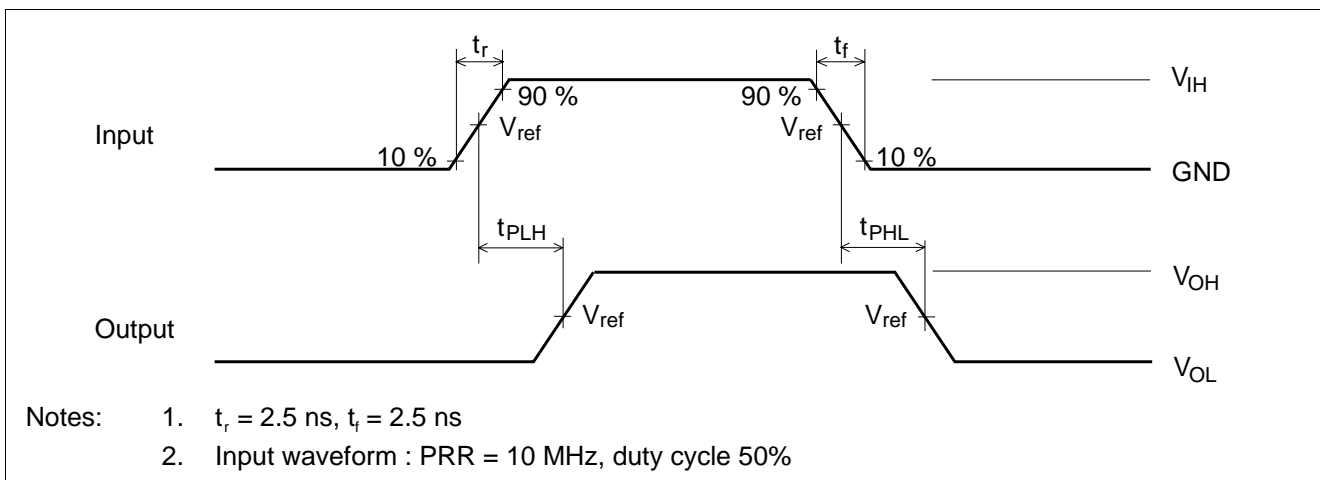 tr tf
VIH
90 % 90 %
Input Vref Vref
10 % 10 %
GND
tPLH tPHL
VOH
Output Vref Vref
VOL
Notes: 1. tr = 2.5 ns, tf = 2.5 ns
2. Input waveform : PRR = 10 MHz, duty cycle 50%